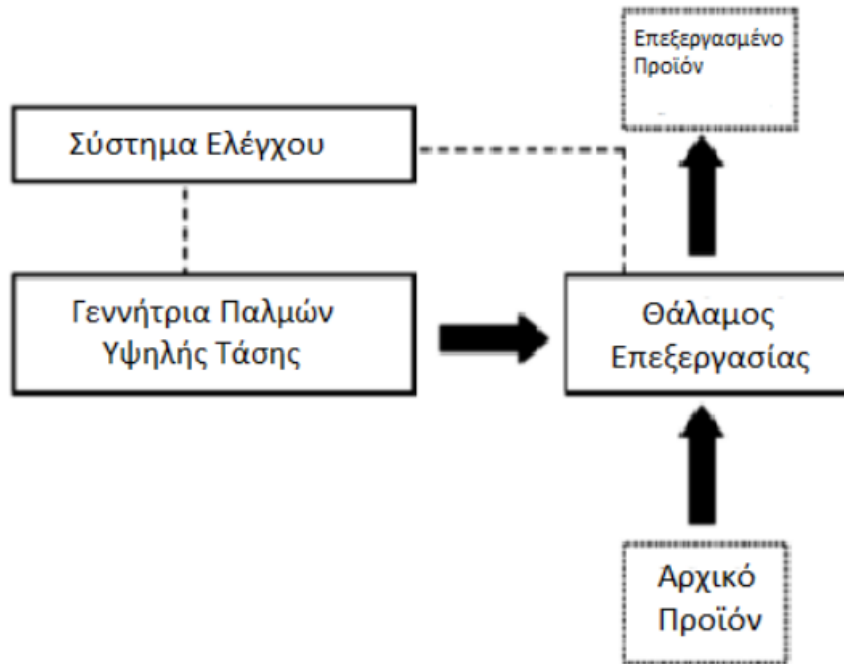 Επεξεργασμένο
Προϊόν
Σύστημα Ελέγχου
Γεννήτρια Παλμών
Υψηλής Τάσης
Θάλαμος
Επεξεργασίας
Αρχικό
Προϊόν